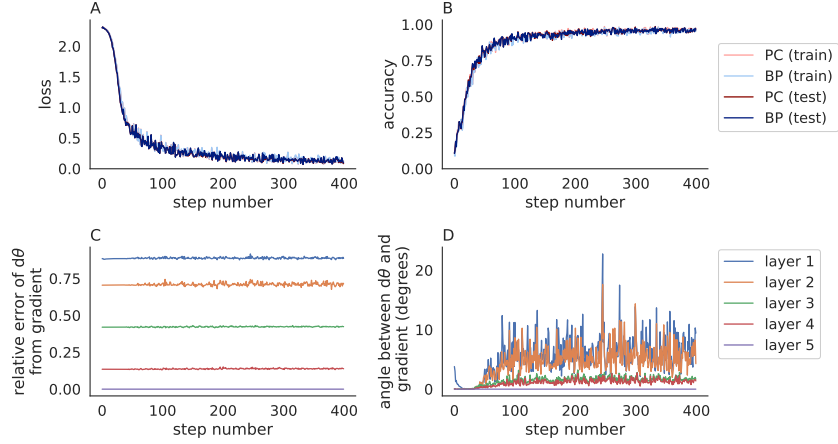 A
2.0
1.5
1.0
0.5
0.0
loss
0 100 200 300 400
step number
B
1.00
0.75
0.50
0.25
0.00
accuracy
0 100 200 300 400
step number
PC (train)
BP (train)
PC (test)
BP (test)
C
0.75
0.50
0.25
0.00
relative error of dθ
from gradient
0 100 200 300 400
step number
D
20
10
0
angle between dθ and
gradient (degrees)
0 100 200 300 400
step number
layer 1
layer 2
layer 3
layer 4
layer 5